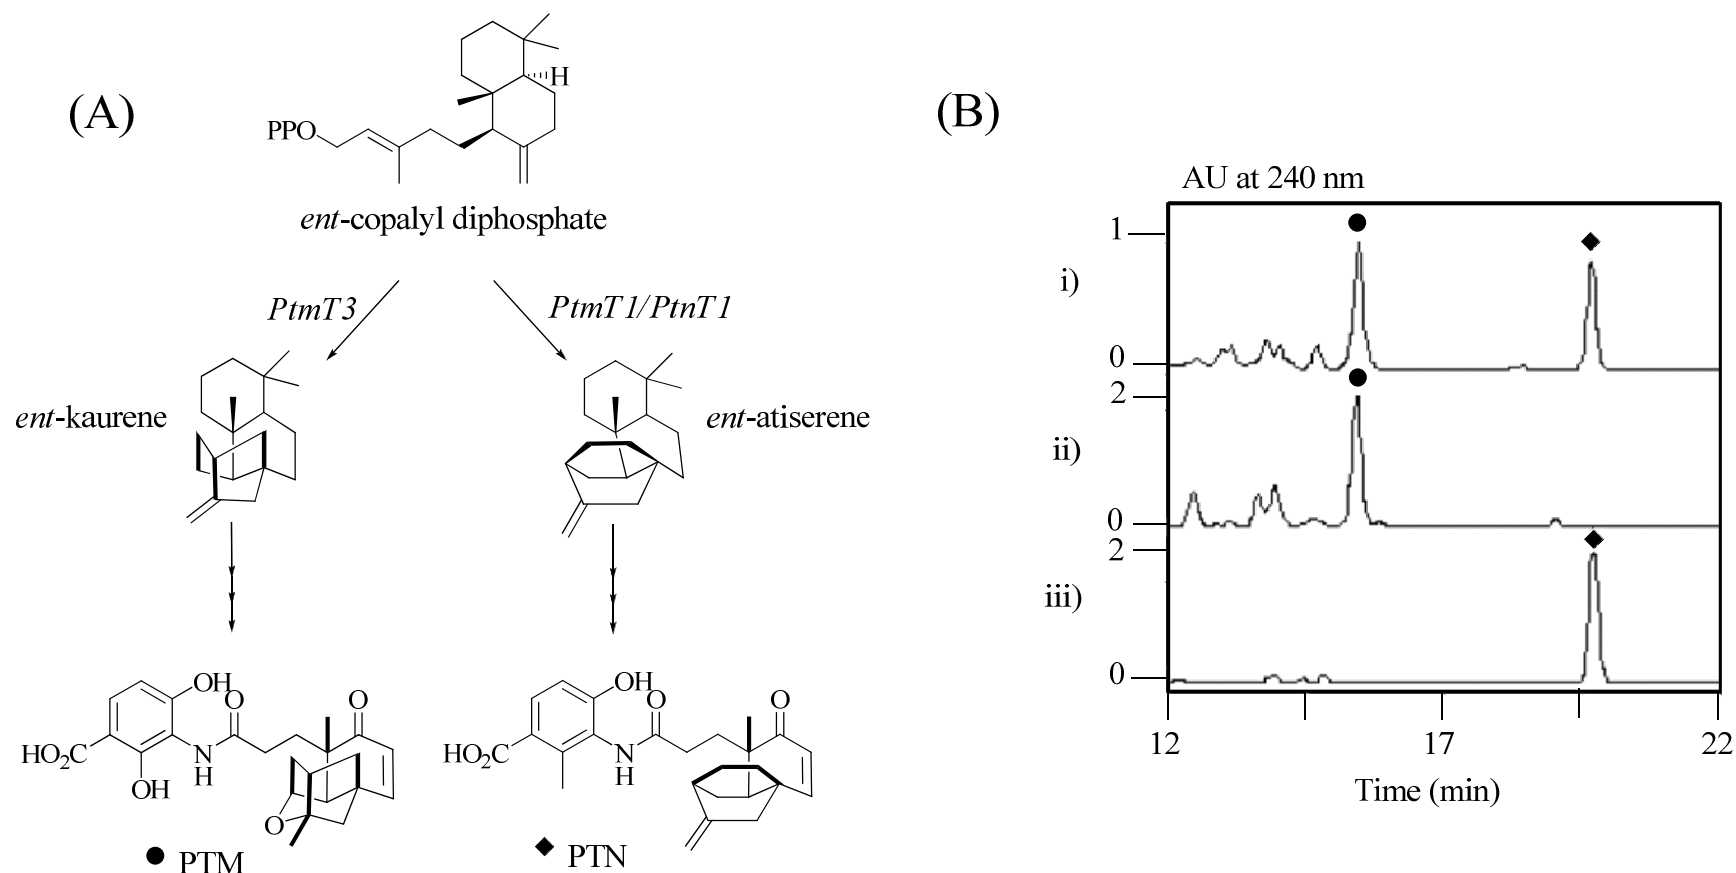 (A)
PPO
H
ent-copalyl diphosphate
PtmT3
PtmT1/PtnT1
ent-kaurene
ent-atiserene
OH
O
O
HO2C
N
H
OH
O
PTM
OH
O
O
HO2C
N
H
PTN
(B)
AU at 240 nm
1
i)
0
2
ii)
0
2
iii)
0
12
17
22
Time (min)